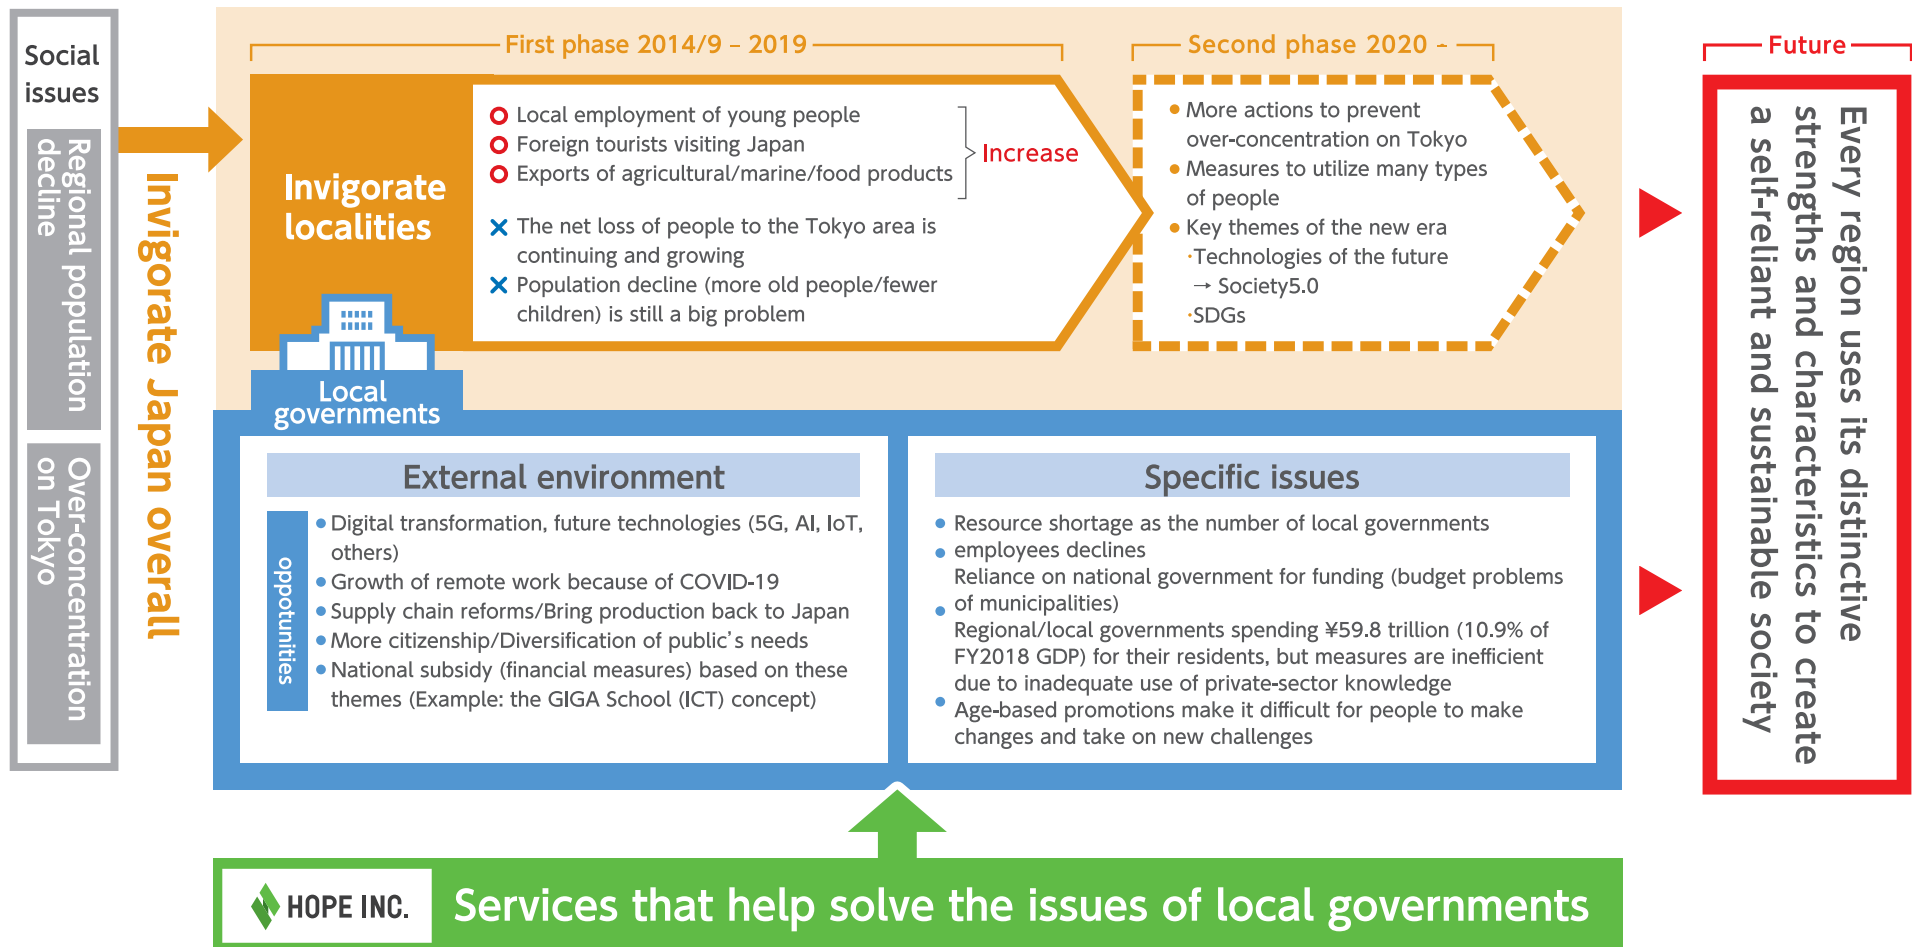 Social
issues
Regional population
decline
Over-concentration
on Tokyo
Invigorate Japan overall
First phase 2014/9 – 2019
Invigorate
localities
Local employment of young people
Foreign tourists visiting Japan
Exports of agricultural/marine/food products
Increase
The net loss of people to the Tokyo area is
continuing and growing
Population decline (more old people/fewer
children) is still a big problem
Second phase 2020 -
• More actions to prevent
over-concentration on Tokyo
• Measures to utilize many types
of people
• Key themes of the new era
·Technologies of the future
→ Society5.0
·SDGs
Local
governments
External environment
oppotunities
• Digital transformation, future technologies (5G, AI, IoT,
others)
• Growth of remote work because of COVID-19
• Supply chain reforms/Bring production back to Japan
• More citizenship/Diversification of public's needs
• National subsidy (financial measures) based on these
themes (Example: the GIGA School (ICT) concept)
Specific issues
• Resource shortage as the number of local governments
• employees declines
Reliance on national government for funding (budget problems
of municipalities)
• Regional/local governments spending ¥59.8 trillion (10.9% of
FY2018 GDP) for their residents, but measures are inefficient
due to inadequate use of private-sector knowledge
• Age-based promotions make it difficult for people to make
changes and take on new challenges
Future
Every region uses its distinctive
strengths and characteristics to create
a self-reliant and sustainable society
HOPE INC.
Services that help solve the issues of local governments